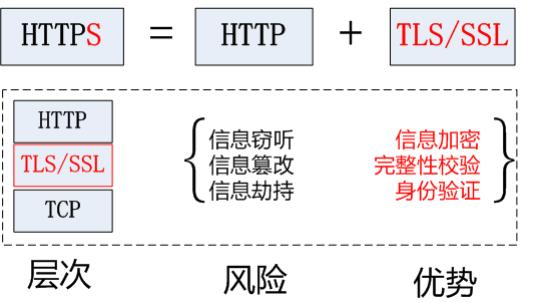 HTTPS = HTTP + TLS/SSL
HTTP
TLS/SSL
TCP
信息窃听
信息篡改
信息劫持
信息加密
完整性校验
身份验证
层次
风险
优势